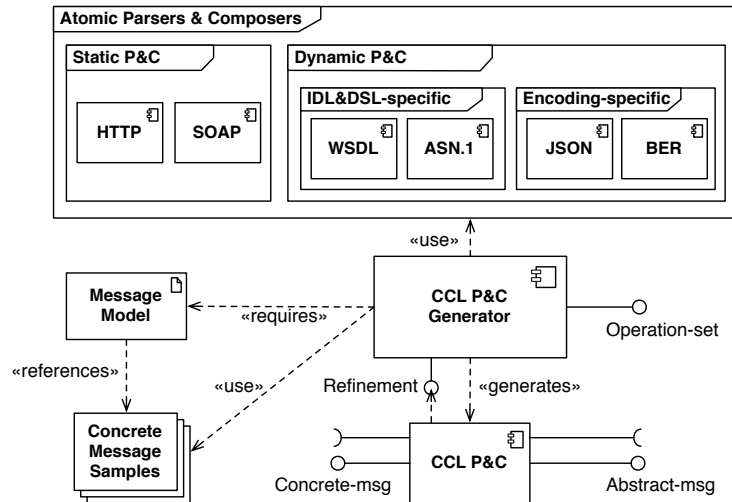 Atomic Parsers & Composers
Static P&C
Dynamic P&C
IDL&DSL-specific
Encoding-specific
HTTP
SOAP
WSDL
ASN.1
JSON
BER
«use»
Message
Model
«requires»
CCL P&C
Generator
Operation-set
«references»
«use»
Refinement
«generates»
Concrete
Message
Samples
CCL P&C
Concrete-msg
Abstract-msg